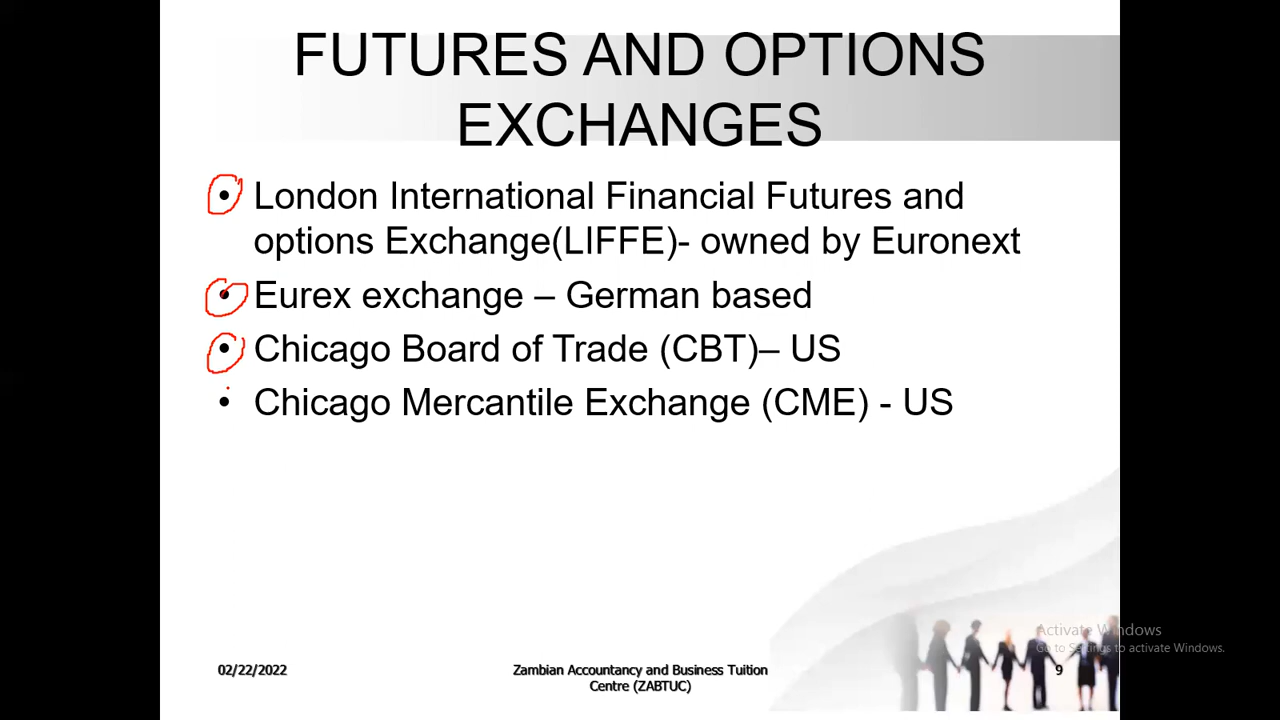 FUTURES AND OPTIONS
EXCHANGES
• London International Financial Futures and
options Exchange(LIFFE)- owned by Euronext
• Eurex exchange – German based
• Chicago Board of Trade (CBT)– US
• Chicago Mercantile Exchange (CME) - US
Activate Windows
Go to Settings to activate Windows.
02/22/2022
Zambian Accountancy and Business Tuition
Centre (ZABTUC)
9